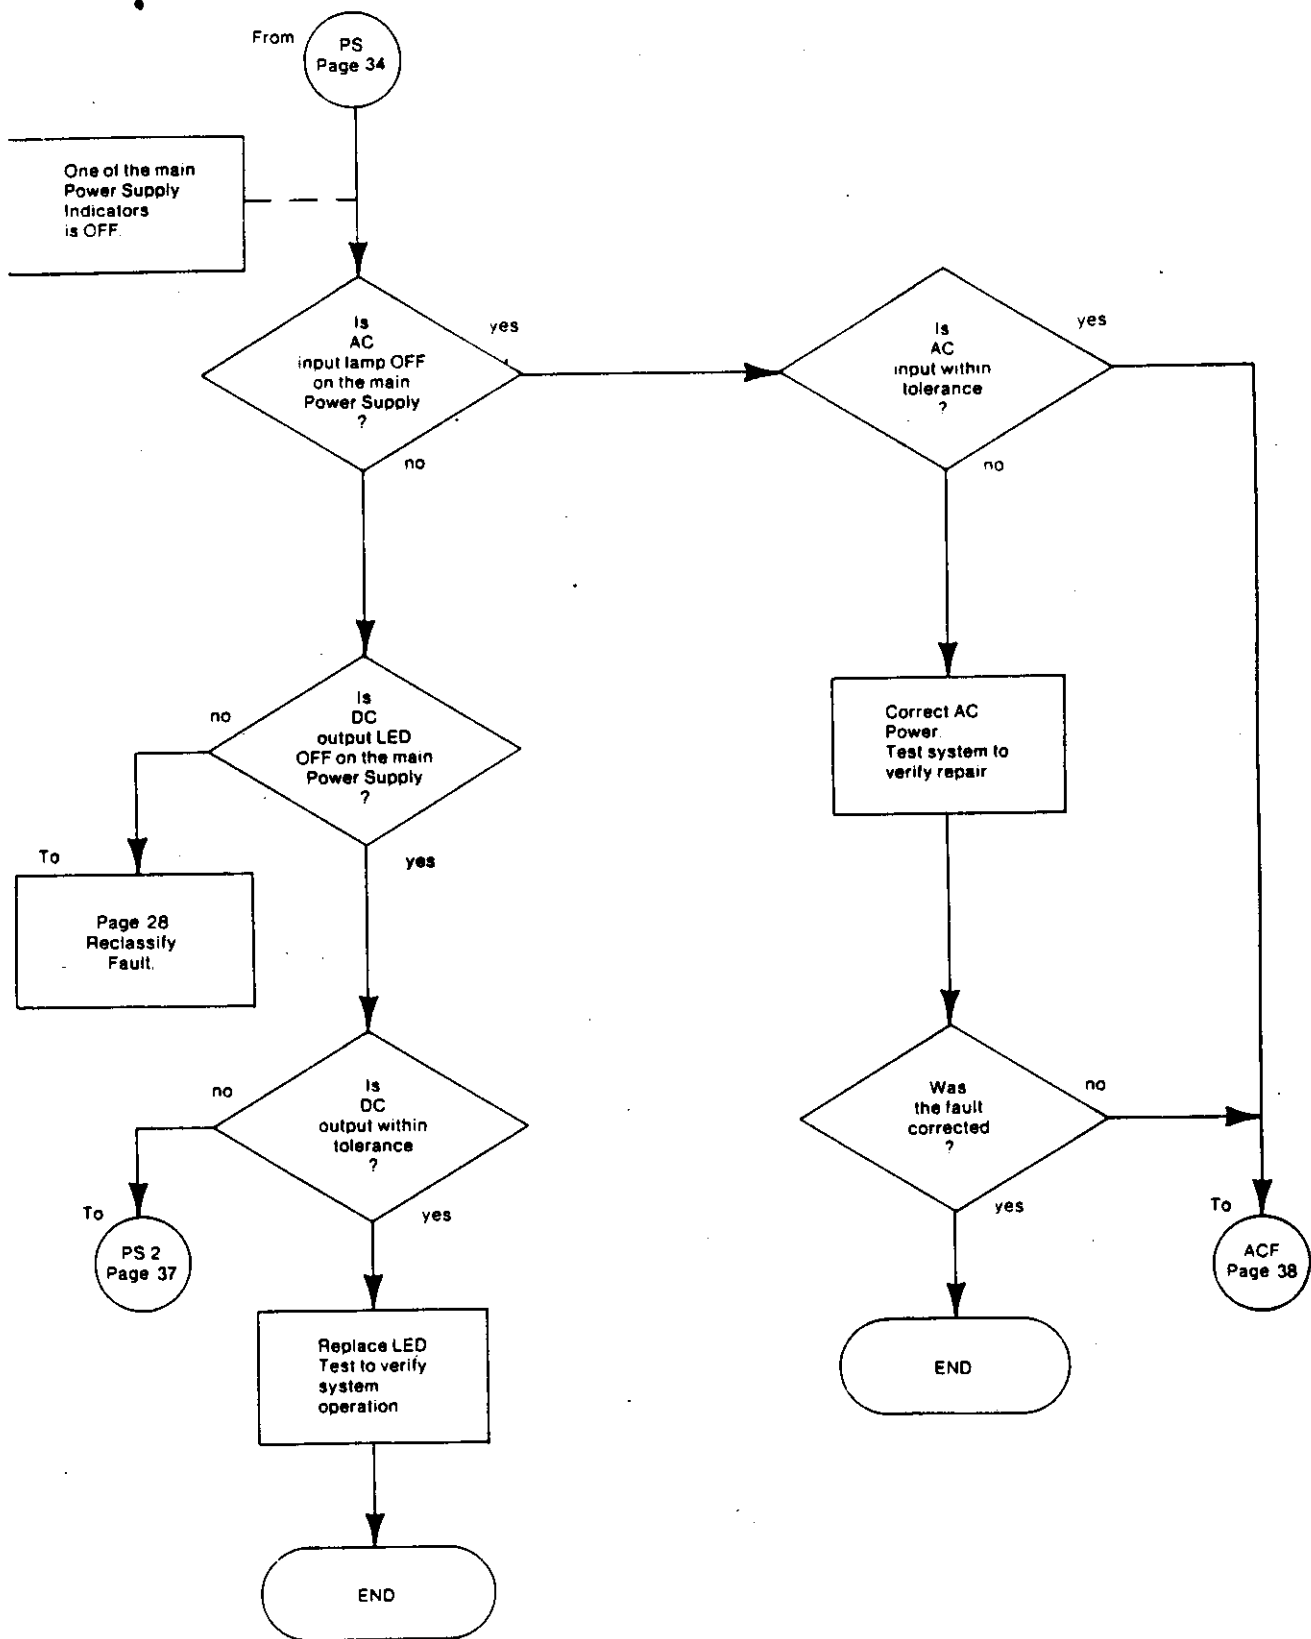 From
PS
Page 34
One of the main
Power Supply
Indicators
is OFF.
Is
AC
input lamp OFF
on the main
Power Supply
?
yes
no
Is
AC
input within
tolerance
?
yes
no
Is
DC
output LED
OFF on the main
Power Supply
?
no
yes
Correct AC
Power.
Test system to
verify repair
To
Page 28
Reclassify
Fault.
Is
DC
output within
tolerance
?
no
yes
Was
the fault
corrected
?
no
yes
To
PS 2
Page 37
To
ACF
Page 38
Replace LED
Test to verify
system
operation
END
END